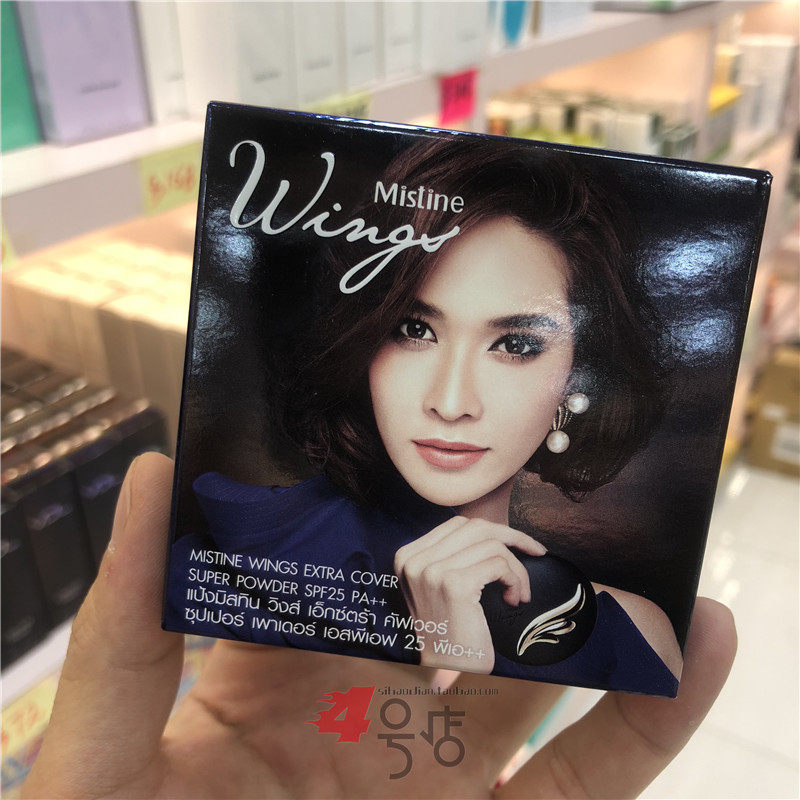 Mistine
Wings
MISTINE WINGS EXTRA COVER
SUPER POWDER SPF25 PA++
แป้งมิสทิน วิงส์ เอ็กซ์ตร้า คัฟเวอร์
ซุปเปอร์ เพาเดอร์ เอสพีเอฟ 25 พีเอ++
sihaodian.taobao.com
4号店